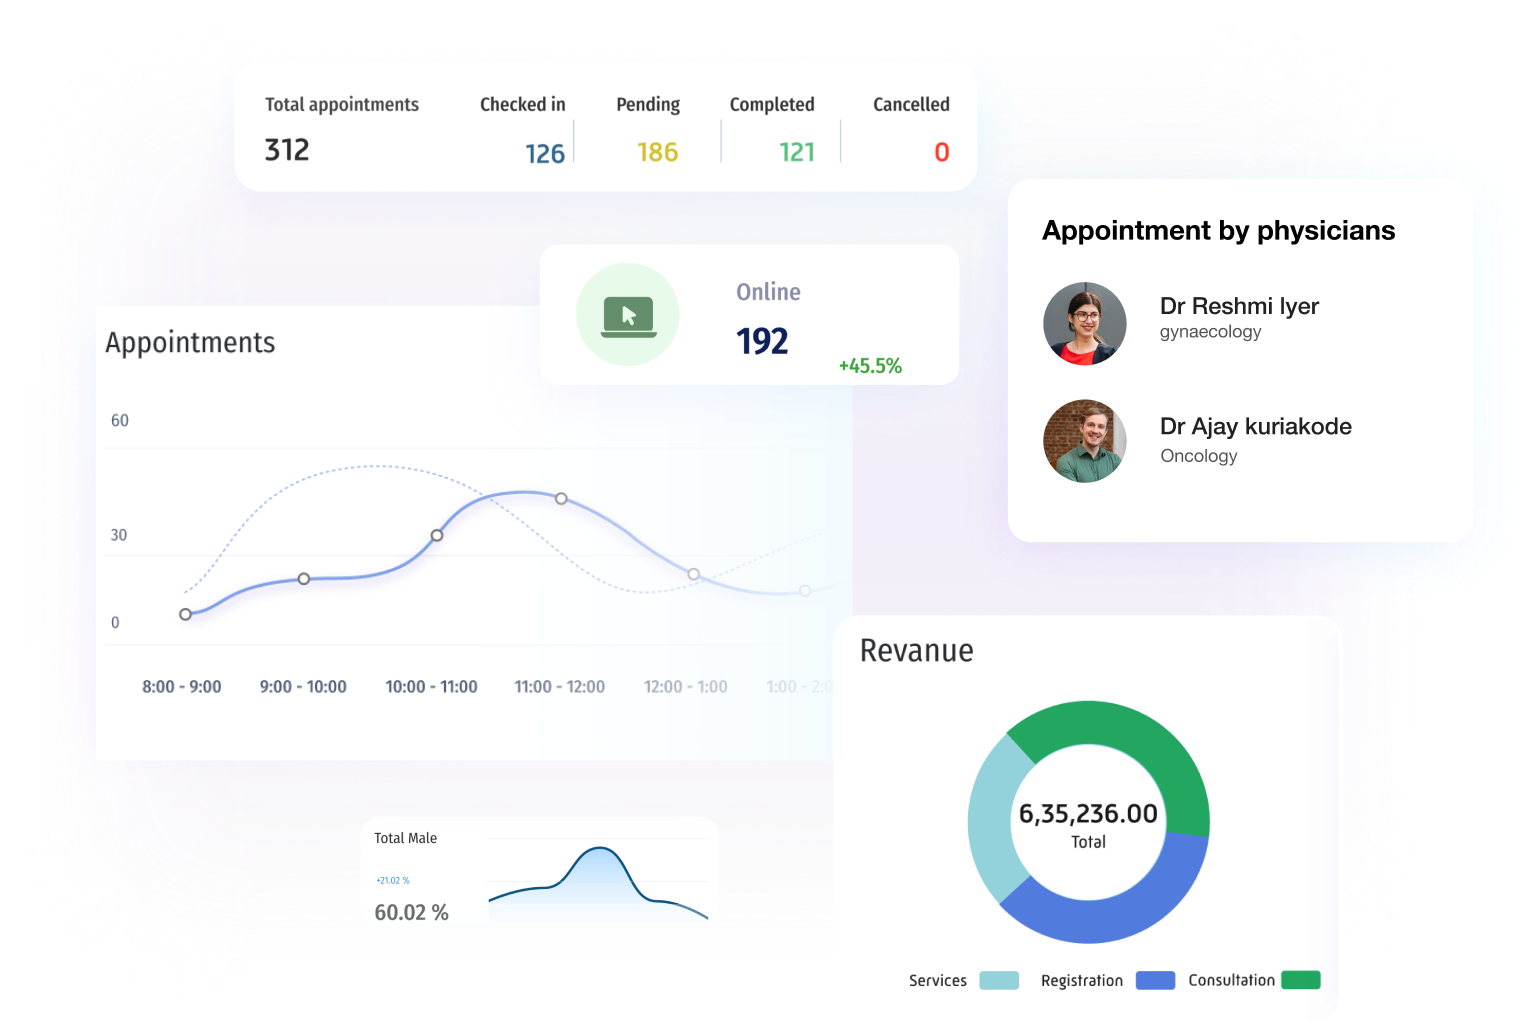 Total appointments
312
Checked in
126
Pending
186
Completed
121
Cancelled
0
Online
192
+45.5%
Appointment by physicians
Dr Reshmi Iyer
gynaecology
Dr Ajay kuriakode
Oncology
Appointments
60
30
0
8:00 - 9:00
9:00 - 10:00
10:00 - 11:00
11:00 - 12:00
12:00 - 1:00
1:00 - 2:0
Revanue
6,35,236.00
Total
Services
Registration
Consultation
Total Male
+21.02 %
60.02 %